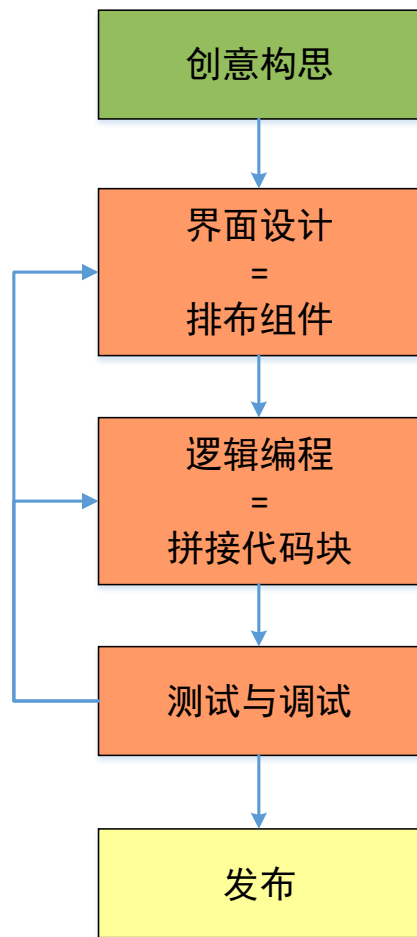 创意构思
界面设计
=
排布组件
逻辑编程
=
拼接代码块
测试与调试
发布